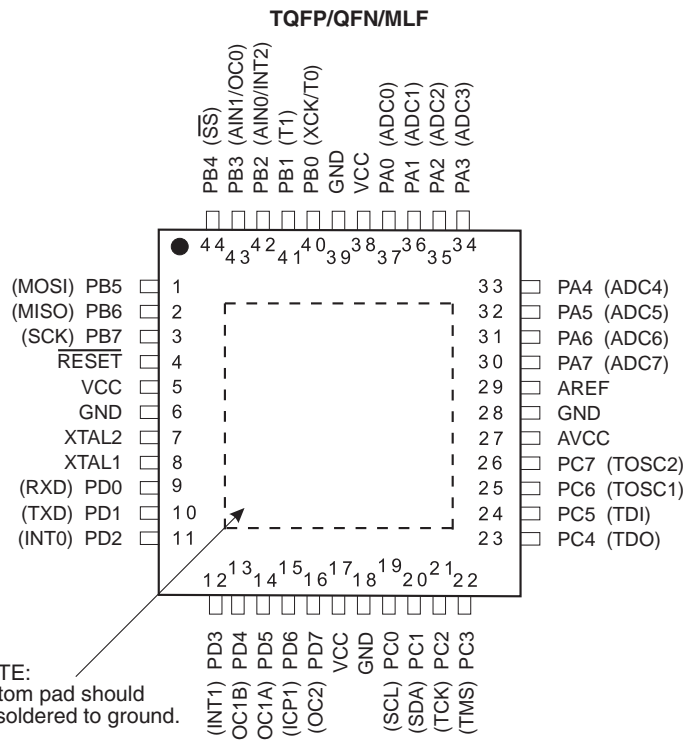 TQFP/QFN/MLF
PB4 (SS)
PB3 (AIN1/OC0)
PB2 (AIN0/INT2)
PB1 (T1)
PB0 (XCK/T0)
GND
VCC
PA0 (ADC0)
PA1 (ADC1)
PA2 (ADC2)
PA3 (ADC3)
44 43 42 41 40 39 38 37 36 35 34
(MOSI) PB5 1
(MISO) PB6 2
(SCK) PB7 3
RESET 4
VCC 5
GND 6
XTAL2 7
XTAL1 8
(RXD) PD0 9
(TXD) PD1 10
(INT0) PD2 11
33 PA4 (ADC4)
32 PA5 (ADC5)
31 PA6 (ADC6)
30 PA7 (ADC7)
29 AREF
28 GND
27 AVCC
26 PC7 (TOSC2)
25 PC6 (TOSC1)
24 PC5 (TDI)
23 PC4 (TDO)
12 13 14 15 16 17 18 19 20 21 22
(INT1) PD3
OC1B) PD4
OC1A) PD5
(ICP1) PD6
(OC2) PD7
VCC
GND
(SCL) PC0
(SDA) PC1
(TCK) PC2
(TMS) PC3
TE:
tom pad should
soldered to ground.